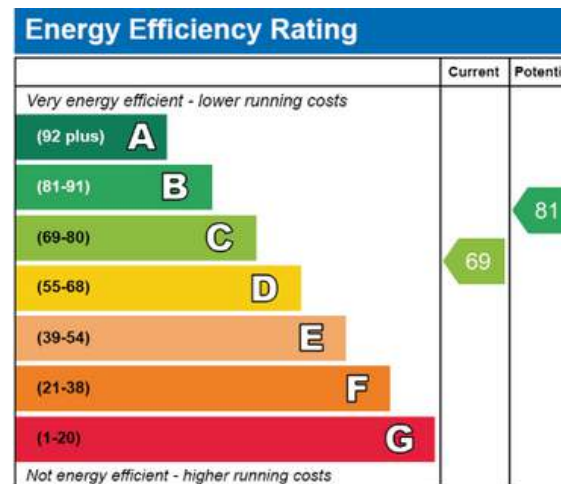 Energy Efficiency Rating
Current Potenti
Very energy efficient - lower running costs
(92 plus) A
(81-91) B
81
(69-80) C
69
(55-68) D
(39-54) E
(21-38) F
(1-20) G
Not energy efficient - higher running costs